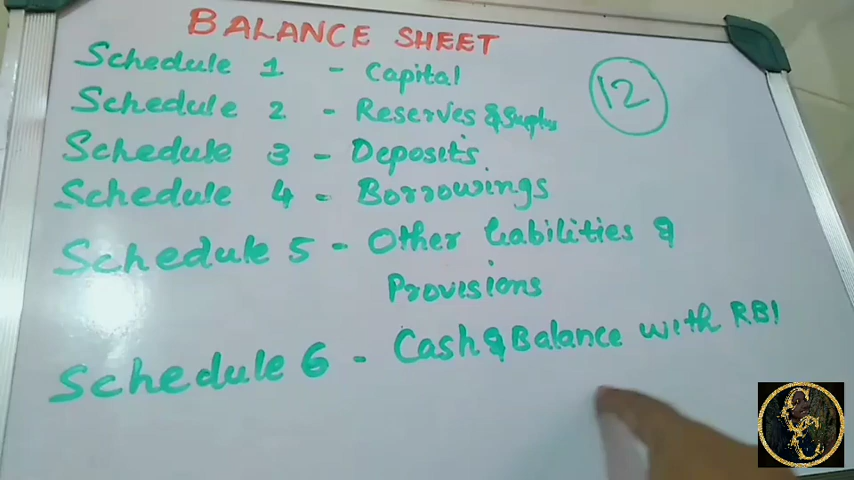 BALANCE SHEET
Schedule 1 - Capital
12
Schedule 2 - Reserves & Surplus
Schedule 3 - Deposits
Schedule 4 - Borrowings
Schedule 5 - Other liabilities &
Provisions
Schedule 6 - Cash & Balance with RBI